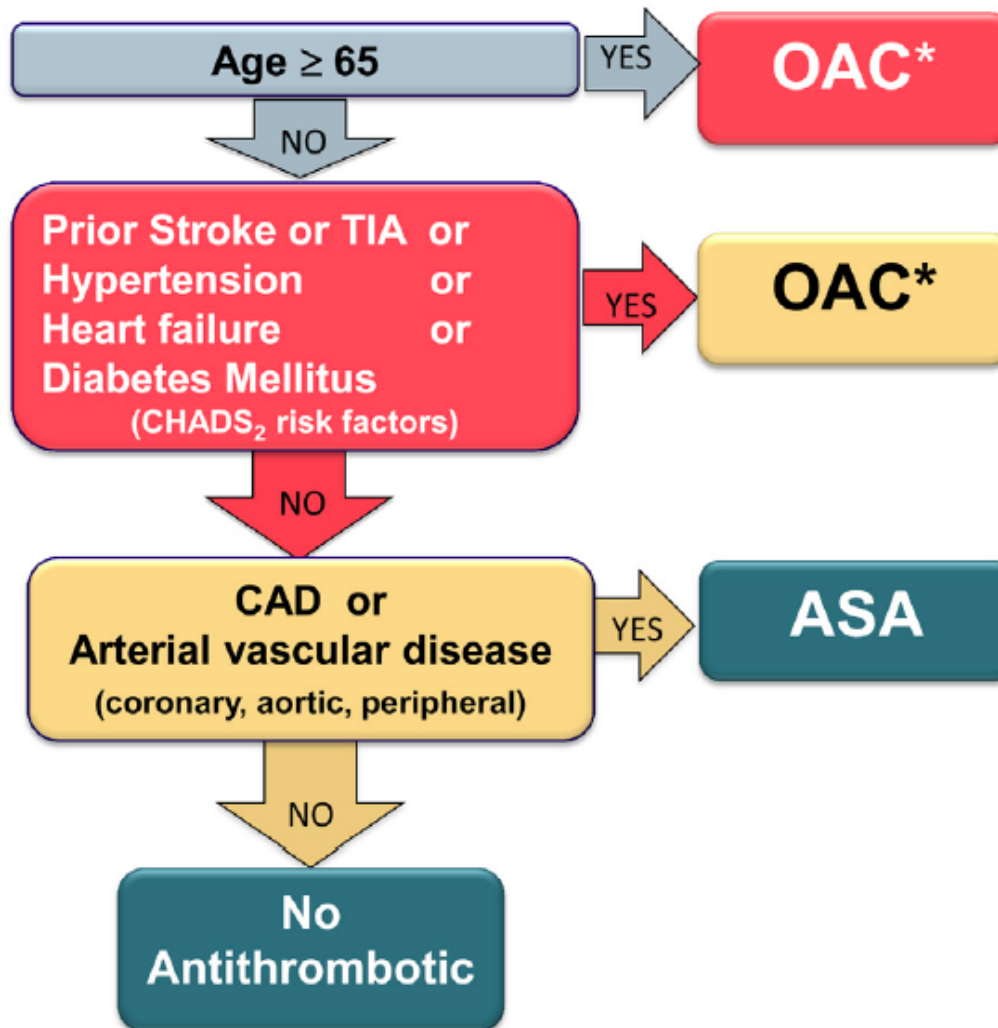 Age ≥ 65
YES
OAC*
NO
Prior Stroke or TIA or
Hypertension or
Heart failure or
Diabetes Mellitus
(CHADS₂ risk factors)
YES
OAC*
NO
CAD or
Arterial vascular disease
(coronary, aortic, peripheral)
YES
ASA
NO
No
Antithrombotic